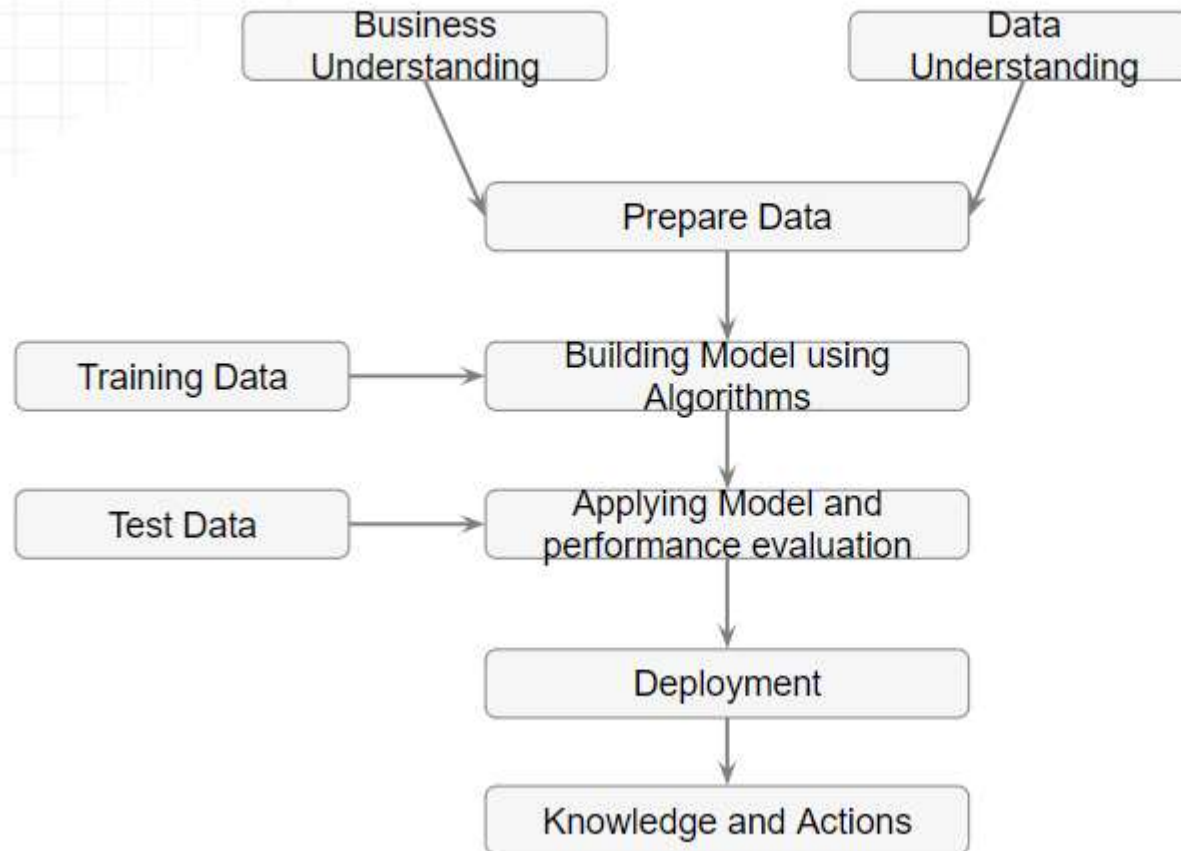 Business
Understanding
Data
Understanding
Prepare Data
Training Data
Building Model using
Algorithms
Test Data
Applying Model and
performance evaluation
Deployment
Knowledge and Actions